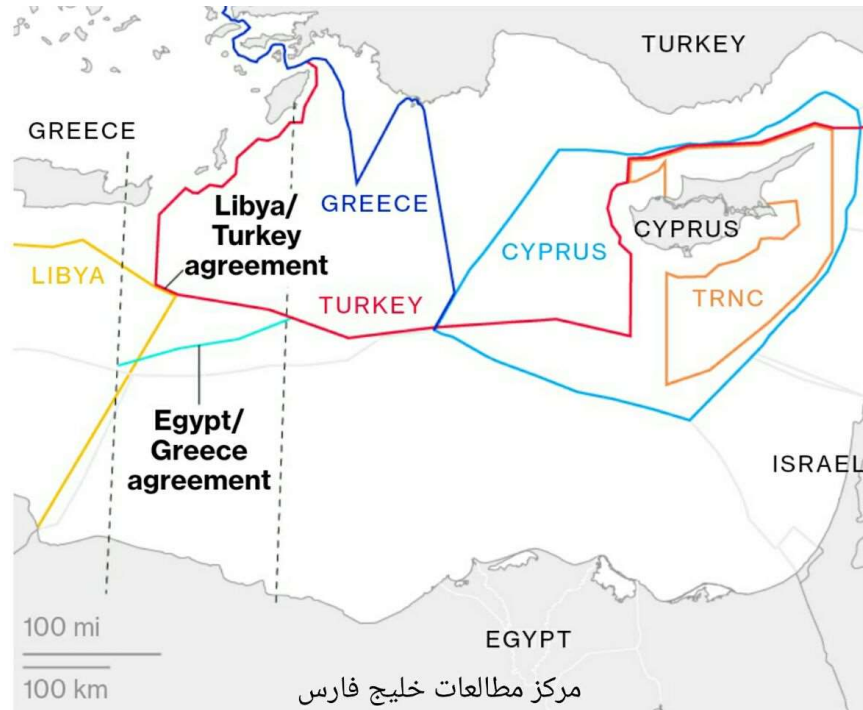 TURKEY
GREECE
Libya/
Turkey
agreement
GREECE
CYPRUS
CYPRUS
LIBYA
TURKEY
TRNC
Egypt/
Greece
agreement
ISRAEL
100 mi
100 km
EGYPT
مرکز مطالعات خلیج فارس